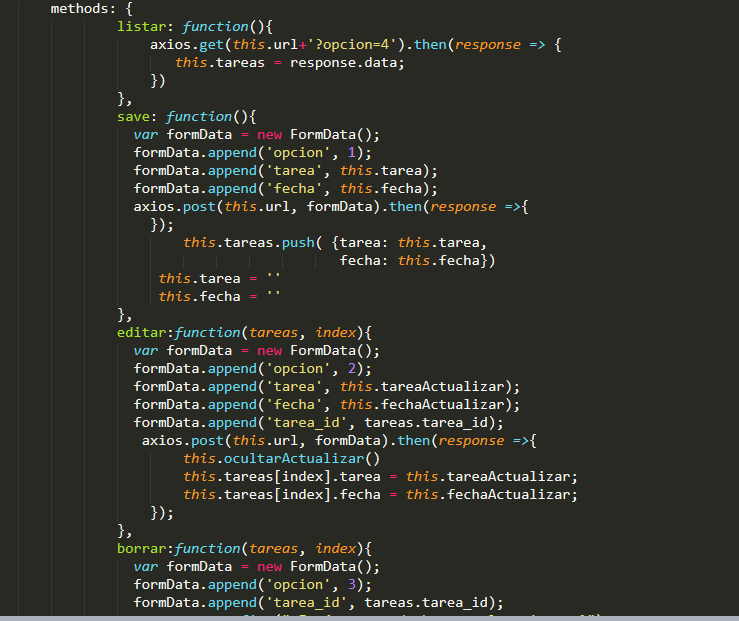 methods: {
listar: function(){
axios.get(this.url+'?opcion=4').then(response => {
this.tareas = response.data;
})
},
save: function(){
var formData = new FormData();
formData.append('opcion', 1);
formData.append('tarea', this.tarea);
formData.append('fecha', this.fecha);
axios.post(this.url, formData).then(response =>{
});
this.tareas.push( {tarea: this.tarea,
fecha: this.fecha})
this.tarea = ''
this.fecha = ''
},
editar:function(tareas, index){
var formData = new FormData();
formData.append('opcion', 2);
formData.append('tarea', this.tareaActualizar);
formData.append('fecha', this.fechaActualizar);
formData.append('tarea_id', tareas.tarea_id);
axios.post(this.url, formData).then(response =>{
this.ocultarActualizar()
this.tareas[index].tarea = this.tareaActualizar;
this.tareas[index].fecha = this.fechaActualizar;
});
},
borrar:function(tareas, index){
var formData = new FormData();
formData.append('opcion', 3);
formData.append('tarea_id', tareas.tarea_id);